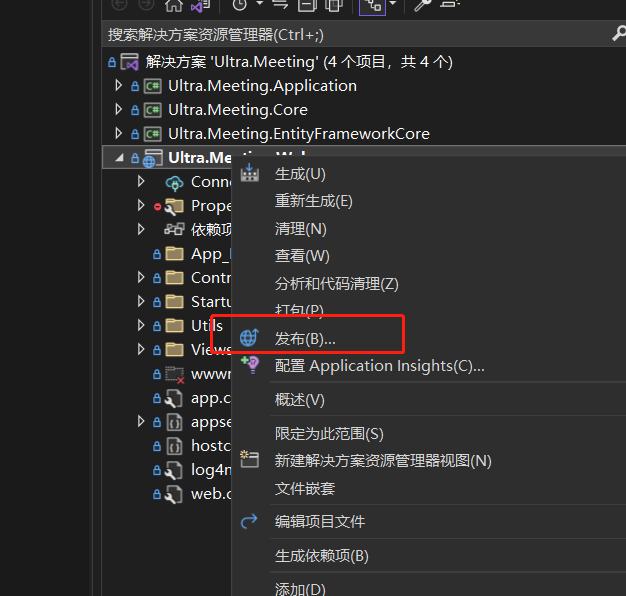 搜索解决方案资源管理器(Ctrl+;)
解决方案 'Ultra.Meeting' (4 个项目，共 4 个)
Ultra.Meeting.Application
Ultra.Meeting.Core
Ultra.Meeting.EntityFrameworkCore
生成(U)
重新生成(E)
清理(N)
查看(W)
分析和代码清理(Z)
打包(P)
发布(B)...
配置 Application Insights(C)...
概述(V)
限定为此范围(S)
新建解决方案资源管理器视图(N)
文件嵌套
编辑项目文件
生成依赖项(B)
添加(D)
Ultra.Me
Conne
Prope
依赖项
App_
Contr
Startu
Utils
Views
wwwr
app.c
appse
hostc
log4n
web.c